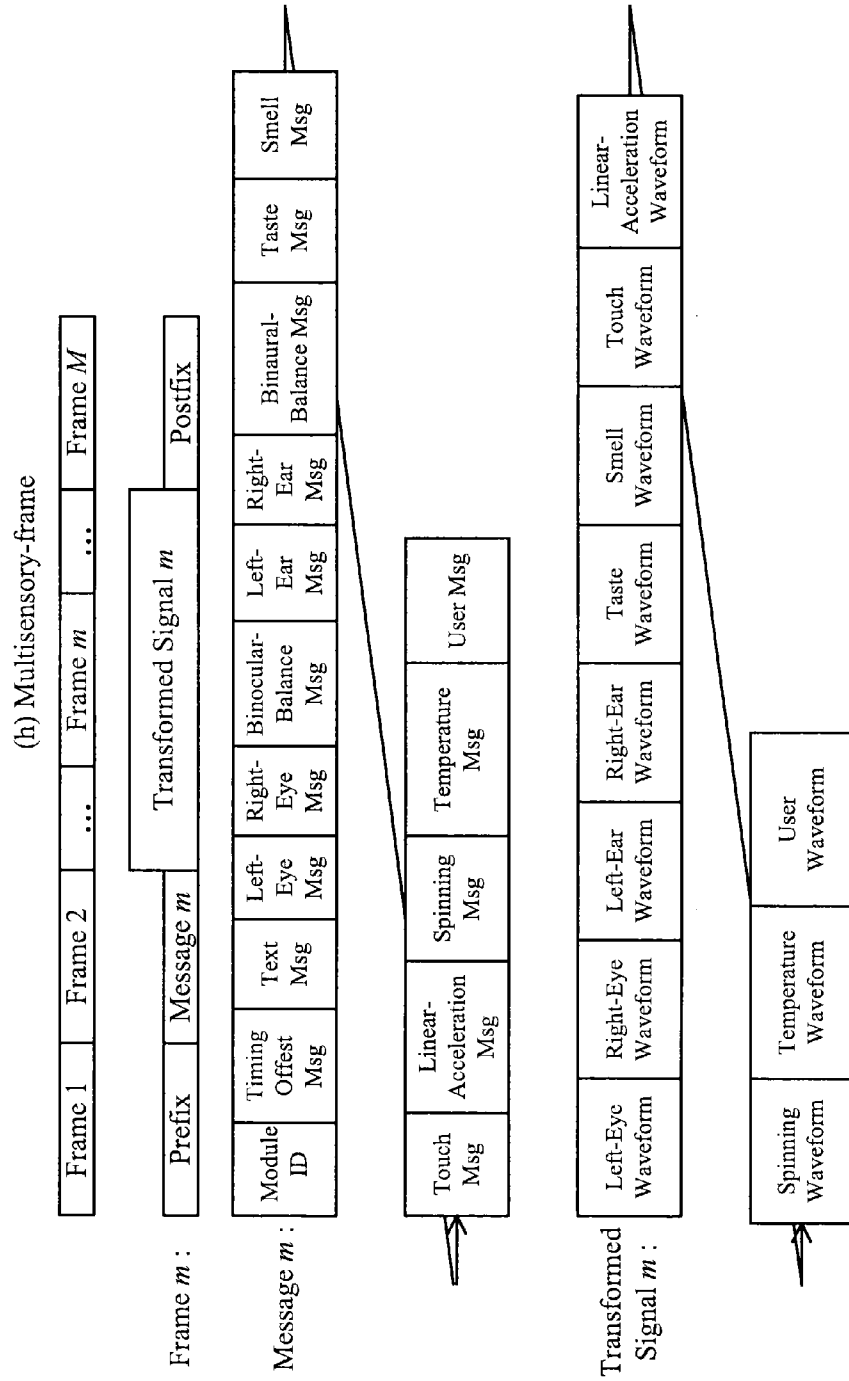 (h) Multisensory-frame
Frame 1
Frame 2
...
Frame m
...
Frame M
Frame m :
Prefix
Message m
Transformed Signal m
Postfix
Message m :
Module
ID
Timing
Offest
Msg
Text
Msg
Left-
Eye
Msg
Right-
Eye
Msg
Binocular-
Balance
Msg
Left-
Ear
Msg
Right-
Ear
Msg
Binaural-
Balance Msg
Taste
Msg
Smell
Msg
Touch
Msg
Linear-
Acceleration
Msg
Spinning
Msg
Temperature
Msg
User Msg
Transformed
Signal m :
Left-Eye
Waveform
Right-Eye
Waveform
Left-Ear
Waveform
Right-Ear
Waveform
Taste
Waveform
Smell
Waveform
Touch
Waveform
Linear-
Acceleration
Waveform
Spinning
Waveform
Temperature
Waveform
User
Waveform